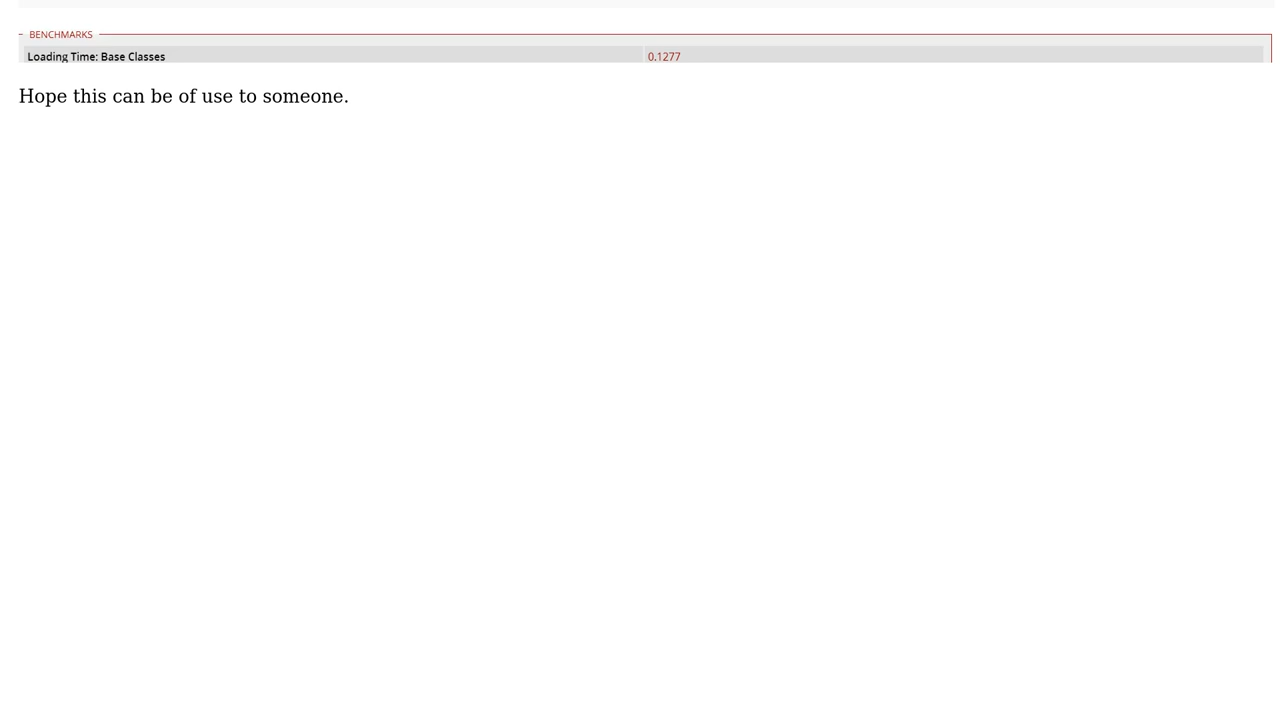 BENCHMARKS
Loading Time: Base Classes 0.1277
Hope this can be of use to someone.